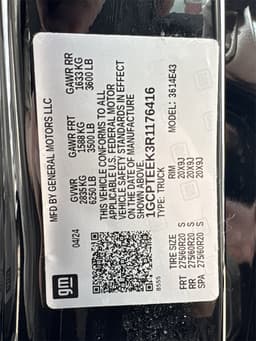 MFD BY GENERAL MOTORS LLC
04/24
GVWR GAWR FRT GAWR RR
2835 KG 1588 KG 1633 KG
6250 LB 3500 LB 3600 LB
THIS VEHICLE CONFORMS TO ALL
APPLICABLE U.S. FEDERAL MOTOR
VEHICLE SAFETY STANDARDS IN EFFECT
ON THE DATE OF MANUFACTURE
SHOWN ABOVE.
1GCPTEEK3R1176416
TYPE: TRUCK
MODEL: 3614E43
TIRE SIZE RIM
FRT 275/60R20 S 20X9J
RR 275/60R20 S 20X9J
SPA 275/60R20 S 20X9J
gm